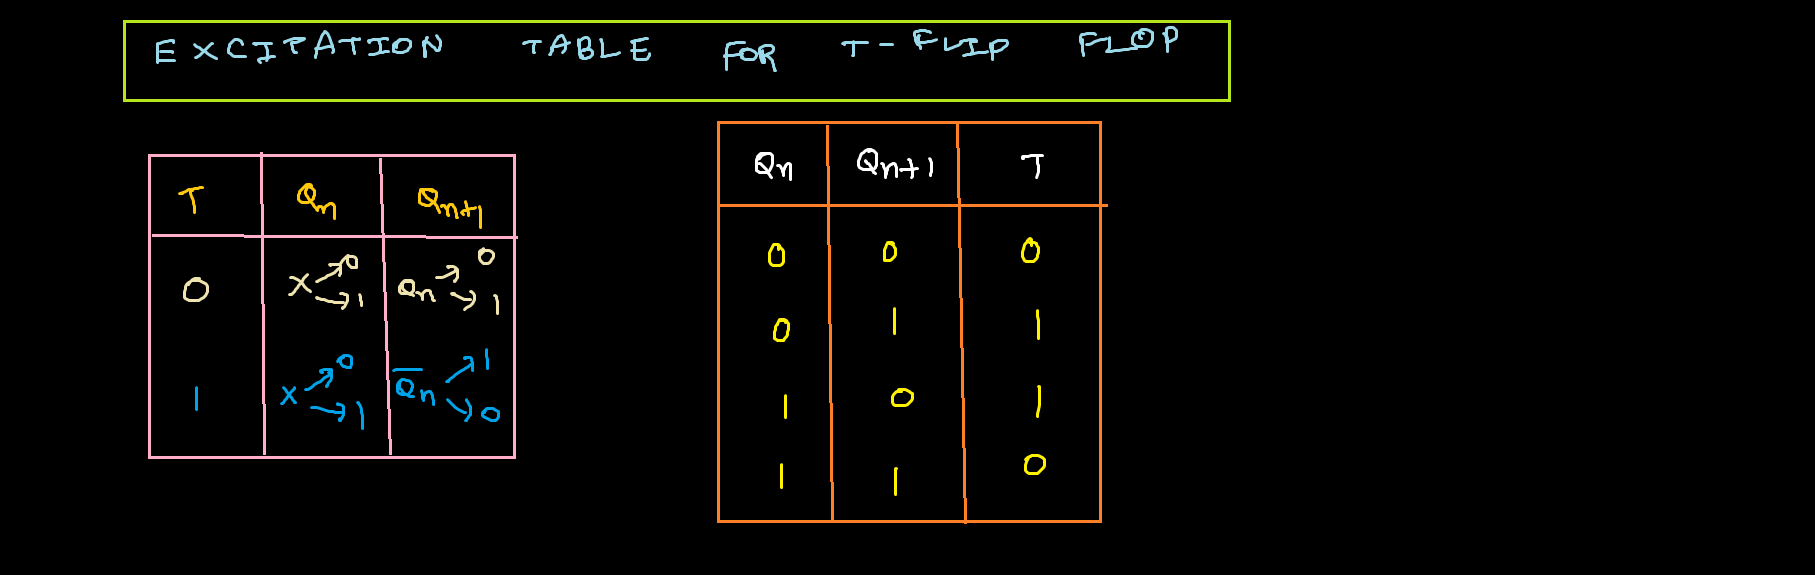 EXCITATION TABLE FOR T-FLIP FLOP
T Qn Qn+1
0 X → 0 → 1 Qn → 0 → 1
1 X → 0 → 1 Q̅n → 1 → 0
Qn Qn+1 T
0 0 0
0 1 1
1 0 1
1 1 0